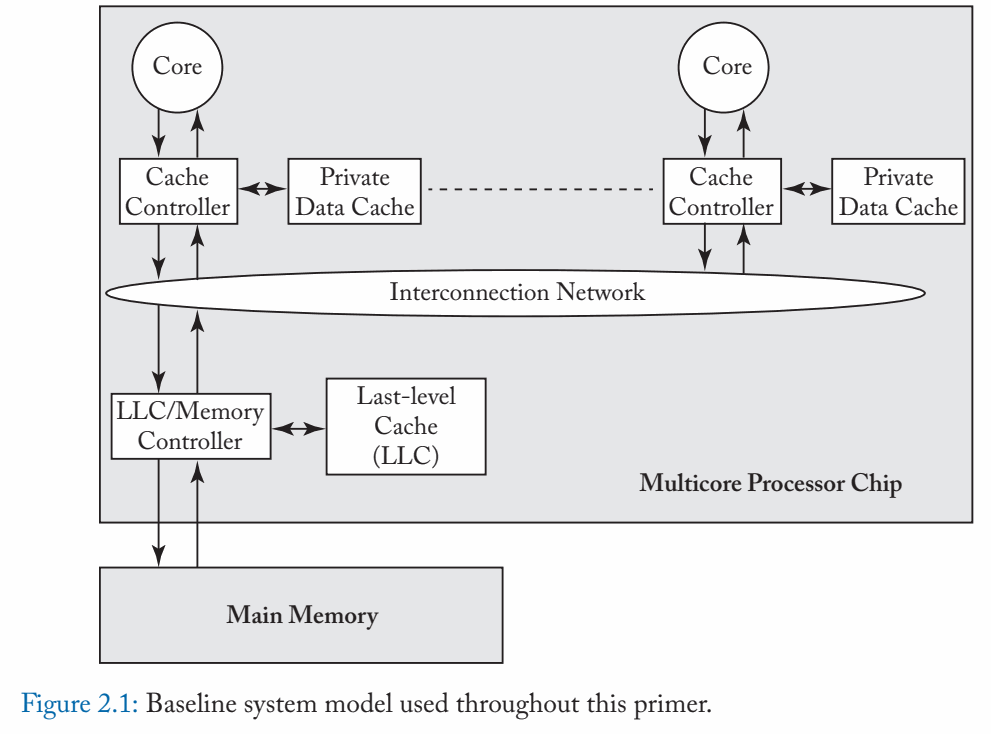 Core
Core
Cache
Controller
Private
Data Cache
Cache
Controller
Private
Data Cache
Interconnection Network
LLC/Memory
Controller
Last-level
Cache
(LLC)
Multicore Processor Chip
Main Memory
Figure 2.1: Baseline system model used throughout this primer.